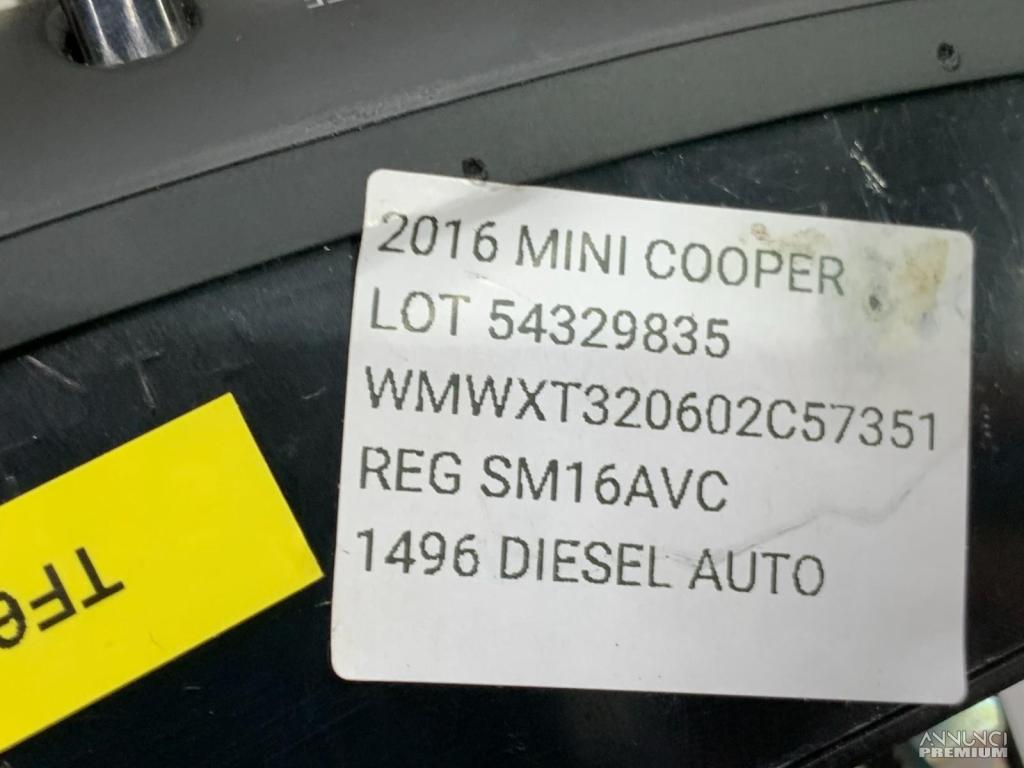 2016 MINI COOPER
LOT 54329835
WMWXT320602C57351
REG SM16AVC
1496 DIESEL AUTO
ANNUNCI
PREMIUM